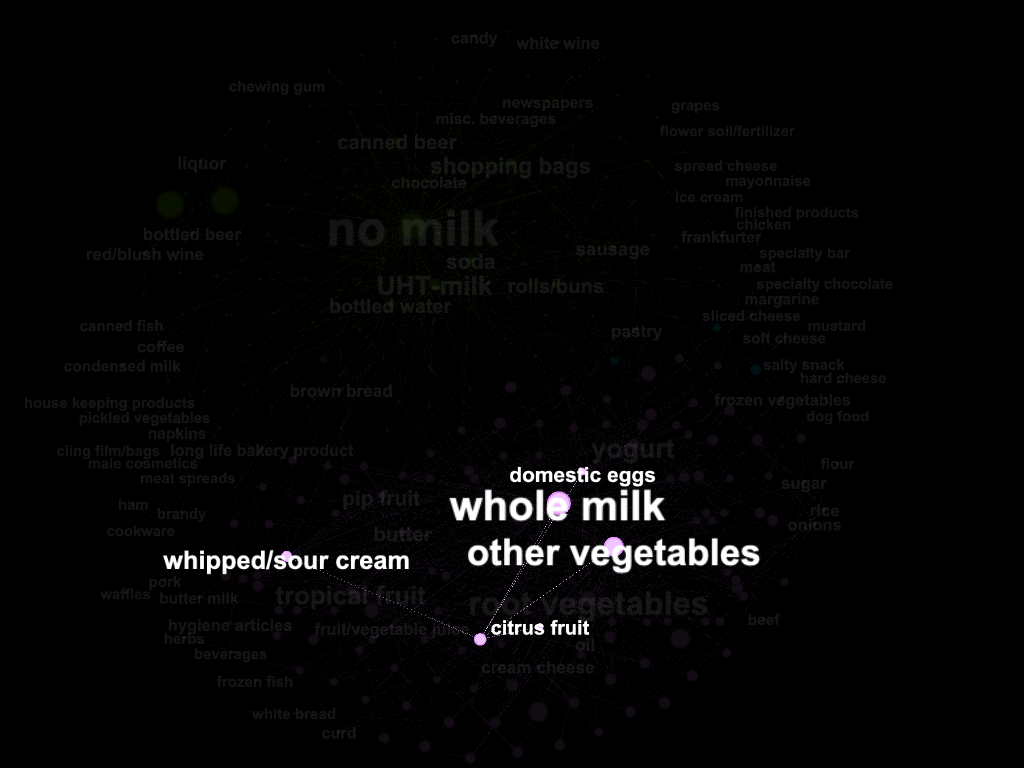 candy
white wine
chewing gum
newspapers
grapes
misc. beverages
flower soil/fertilizer
canned beer
liquor
shopping bags
spread cheese
chocolate
mayonnaise
ice cream
finished products
no milk
chicken
bottled beer
frankfurter
sausage
red/blush wine
specialty bar
soda
meat
UHT-milk
rolls/buns
specialty chocolate
margarine
bottled water
sliced cheese
canned fish
pastry
mustard
soft cheese
coffee
condensed milk
salty snack
hard cheese
brown bread
frozen vegetables
house keeping products
pickled vegetables
dog food
napkins
yogurt
cling film/bags
long life bakery product
male cosmetics
flour
domestic eggs
meat spreads
sugar
pip fruit
whole milk
ham
brandy
rice
onions
cookware
butter
other vegetables
whipped/sour cream
pork
waffles
butter milk
tropical fruit
root vegetables
beef
hygiene articles
fruit/vegetable juice
citrus fruit
herbs
oil
beverages
cream cheese
frozen fish
white bread
curd